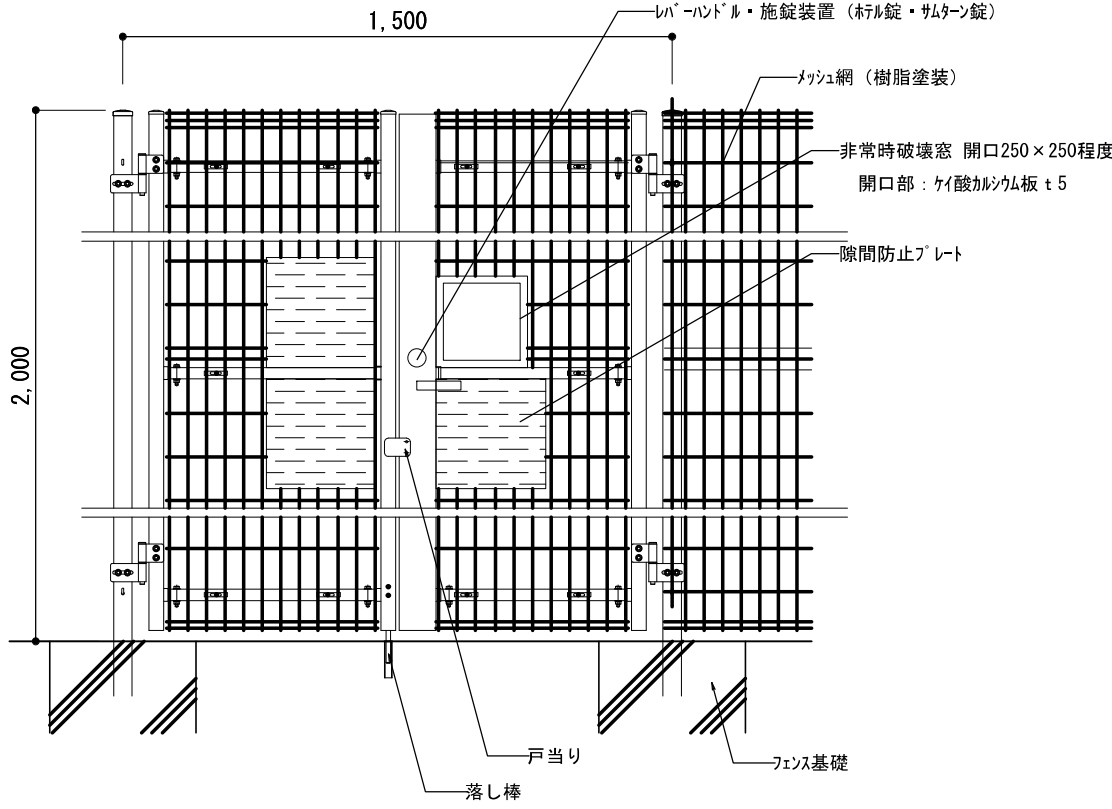 1,500
レバーハンドル・施錠装置（ホテル錠・サムターン錠）
メッシュ網（樹脂塗装）
非常時破壊窓 開口250×250程度
開口部：ケイ酸カルシウム板 t 5
隙間防止プレート
2,000
戸当り
フェンス基礎
落し棒